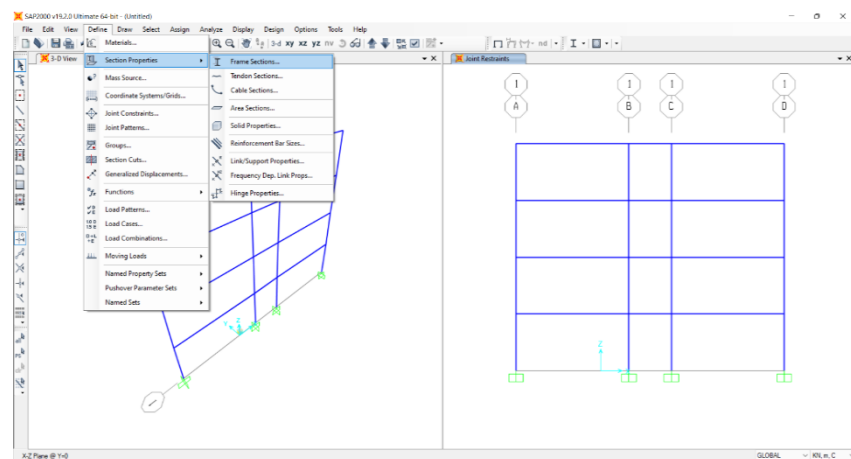 SAP2000 v19.2.0 Ultimate 64-bit - (Untitled)
File Edit View Define Draw Select Assign Analyze Display Design Options Tools Help
3-d xy xz yz nv
nd
3-D View
Joint Restraints
Materials...
Section Properties
Mass Source...
Coordinate Systems/Grids...
Joint Constraints...
Joint Patterns...
Groups...
Section Cuts...
Generalized Displacements...
Functions
Load Patterns...
Load Cases...
Load Combinations...
Moving Loads
Named Property Sets
Pushover Parameter Sets
Named Sets
Frame Sections...
Tendon Sections...
Cable Sections...
Area Sections...
Solid Properties...
Reinforcement Bar Sizes...
Link/Support Properties...
Frequency Dep. Link Props...
Hinge Properties...
A B C D
Z
Y Z
X-Z Plane @ Y=0
GLOBAL KN, m, C